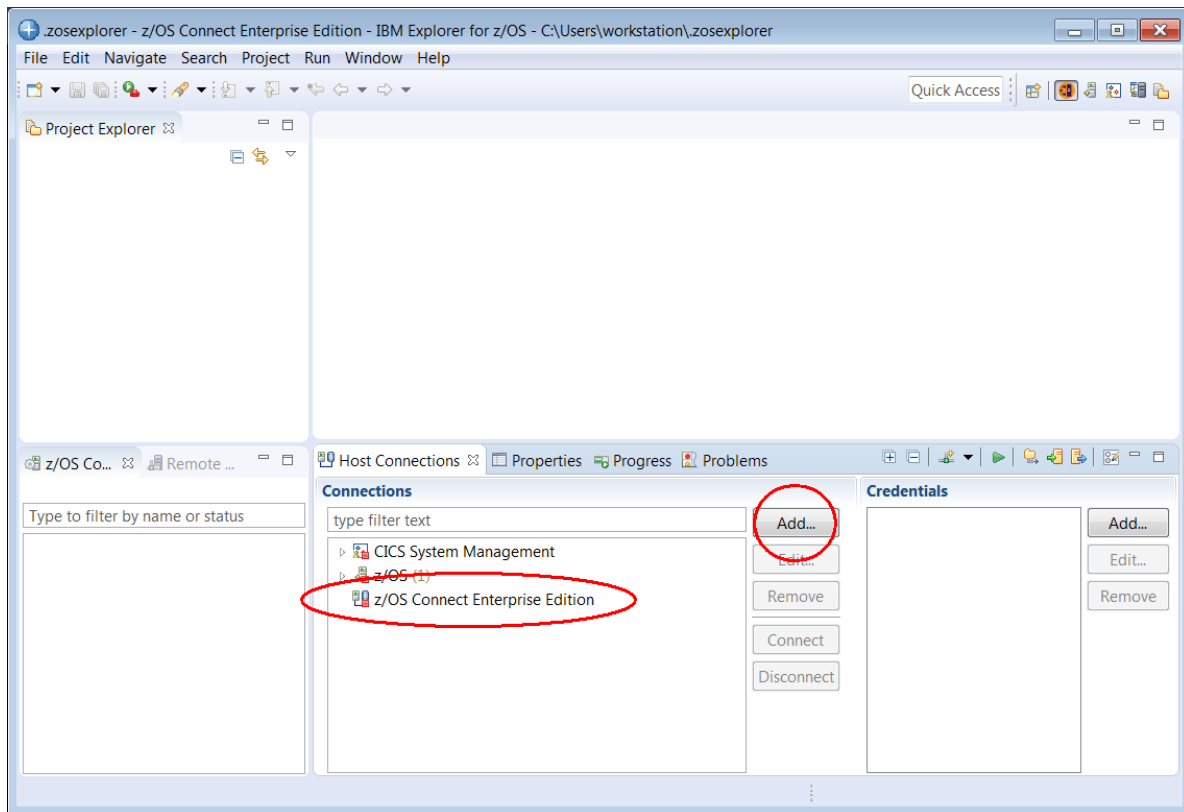 .zosexplorer - z/OS Connect Enterprise Edition - IBM Explorer for z/OS - C:\Users\workstation\.zosexplorer
File Edit Navigate Search Project Run Window Help
Quick Access
Project Explorer
z/OS Co... Remote ...
Type to filter by name or status
Host Connections Properties Progress Problems
Connections
type filter text
CICS System Management
z/OS (1)
z/OS Connect Enterprise Edition
Add...
Edit...
Remove
Connect
Disconnect
Credentials
Add...
Edit...
Remove